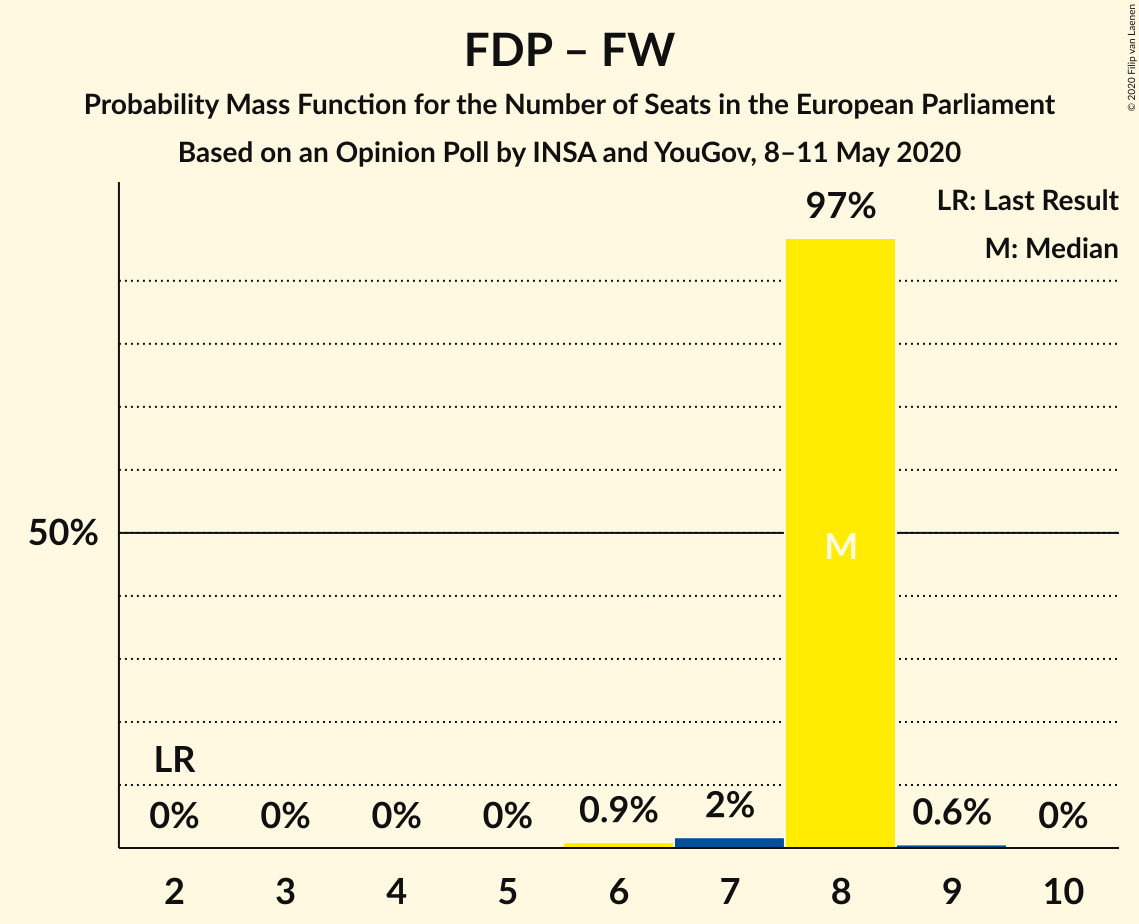 FDP – FW
Probability Mass Function for the Number of Seats in the European Parliament
Based on an Opinion Poll by INSA and YouGov, 8–11 May 2020
© 2020 Filip van Laenen
LR: Last Result
M: Median
97%
50%
M
LR
0% 0% 0% 0% 0.9% 2% 0.6% 0%
2 3 4 5 6 7 8 9 10